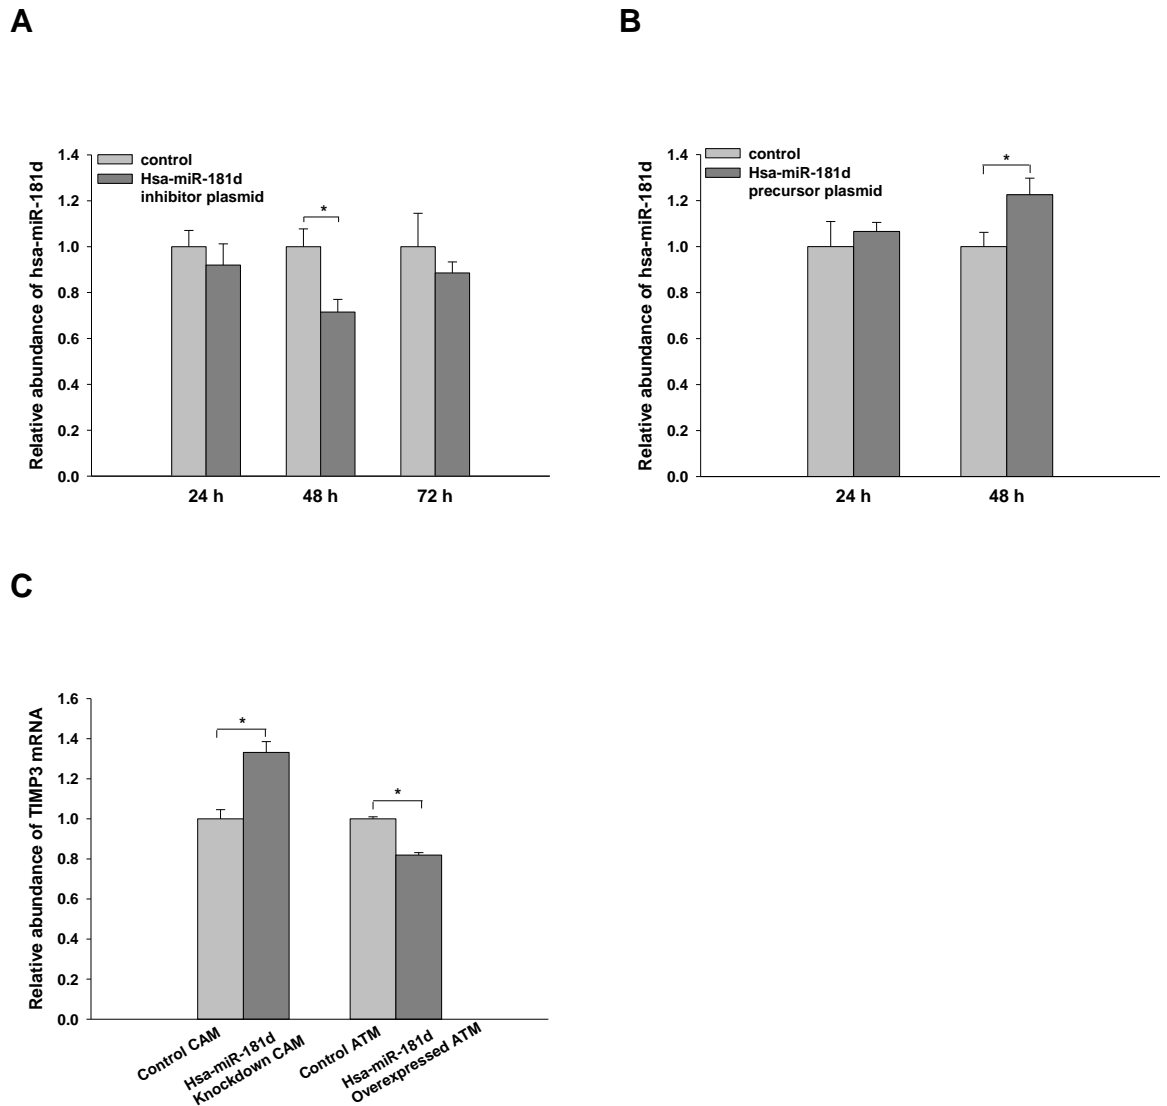 A
Relative abundance of hsa-miR-181d
1.4
1.2
1.0
0.8
0.6
0.4
0.2
0.0
control
Hsa-miR-181d
inhibitor plasmid
*
24 h
48 h
72 h
B
Relative abundance of hsa-miR-181d
1.4
1.2
1.0
0.8
0.6
0.4
0.2
0.0
control
Hsa-miR-181d
precursor plasmid
*
24 h
48 h
C
Relative abundance of TIMP3 mRNA
1.6
1.4
1.2
1.0
0.8
0.6
0.4
0.2
0.0
*
*
Control CAM
Hsa-miR-181d
Knockdown CAM
Control ATM
Hsa-miR-181d
Overexpressed ATM